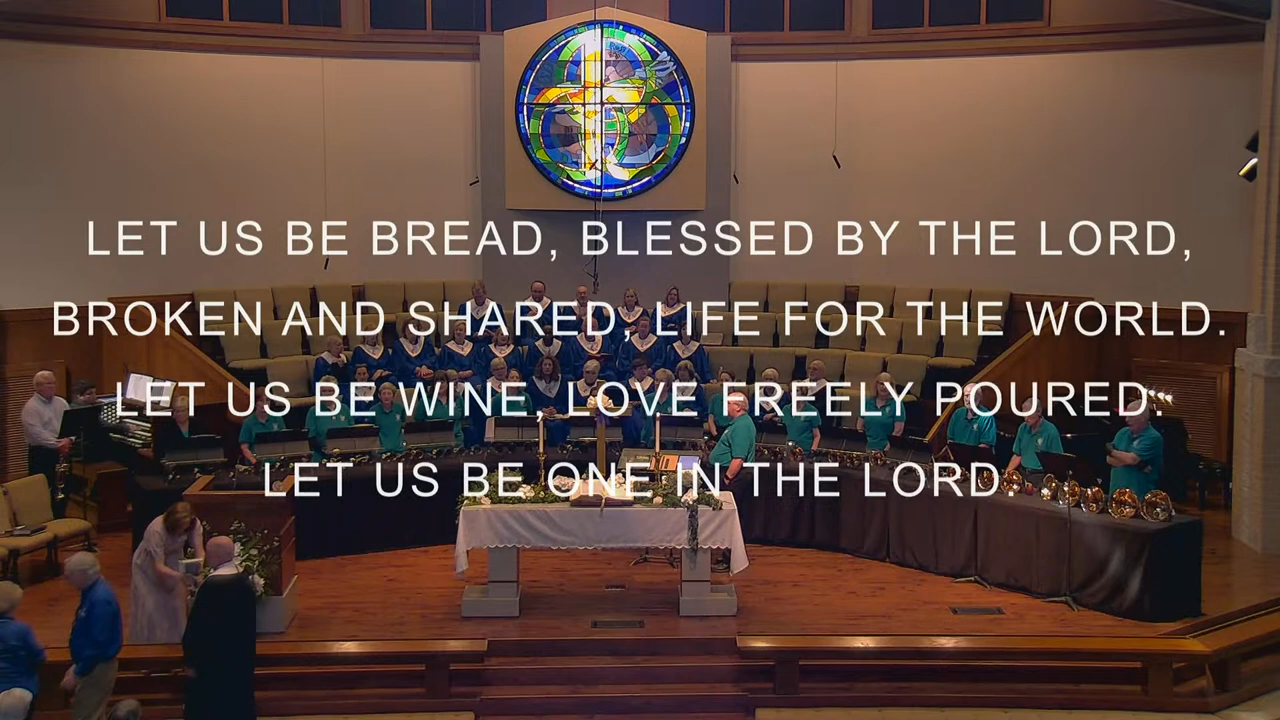 LET US BE BREAD, BLESSED BY THE LORD,
BROKEN AND SHARED, LIFE FOR THE WORLD.
LET US BE WINE, LOVE FREELY POURED.
LET US BE ONE IN THE LORD.